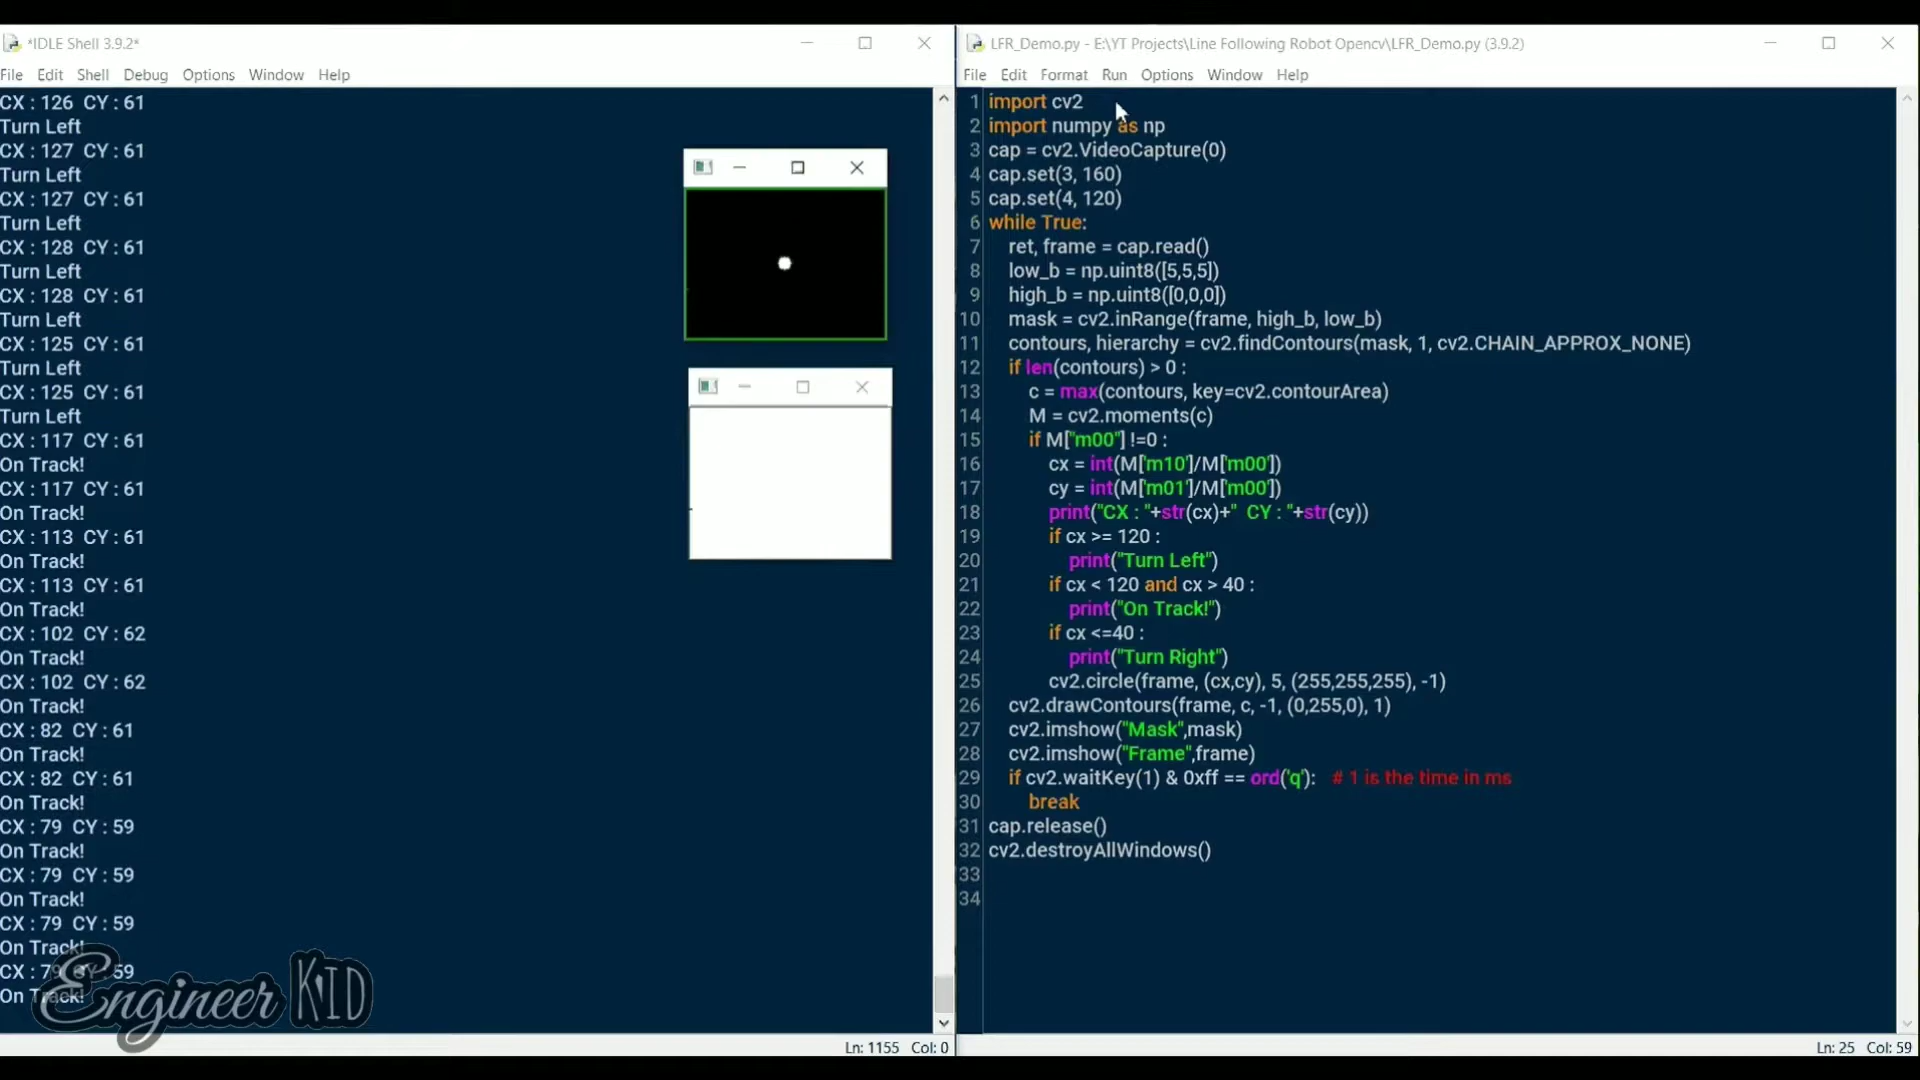 *IDLE Shell 3.9.2*
File Edit Shell Debug Options Window Help
CX : 126 CY : 61
Turn Left
CX : 127 CY : 61
Turn Left
CX : 127 CY : 61
Turn Left
CX : 128 CY : 61
Turn Left
CX : 128 CY : 61
Turn Left
CX : 125 CY : 61
Turn Left
CX : 125 CY : 61
Turn Left
CX : 117 CY : 61
On Track!
CX : 117 CY : 61
On Track!
CX : 113 CY : 61
On Track!
CX : 113 CY : 61
On Track!
CX : 102 CY : 62
On Track!
CX : 102 CY : 62
On Track!
CX : 82 CY : 61
On Track!
CX : 82 CY : 61
On Track!
CX : 79 CY : 59
On Track!
CX : 79 CY : 59
On Track!
CX : 79 CY : 59
On Track!
CX : 79 CY : 59
On Track!
Engineer KID
Ln: 1155 Col: 0
LFR_Demo.py - E:\YT Projects\Line Following Robot Opencv\LFR_Demo.py (3.9.2)
File Edit Format Run Options Window Help
1 import cv2
2 import numpy as np
3 cap = cv2.VideoCapture(0)
4 cap.set(3, 160)
5 cap.set(4, 120)
6 while True:
7 ret, frame = cap.read()
8 low_b = np.uint8([5,5,5])
9 high_b = np.uint8([0,0,0])
10 mask = cv2.inRange(frame, high_b, low_b)
11 contours, hierarchy = cv2.findContours(mask, 1, cv2.CHAIN_APPROX_NONE)
12 if len(contours) > 0 :
13 c = max(contours, key=cv2.contourArea)
14 M = cv2.moments(c)
15 if M["m00"] !=0 :
16 cx = int(M['m10']/M['m00'])
17 cy = int(M['m01']/M['m00'])
18 print("CX : "+str(cx)+"  CY : "+str(cy))
19 if cx >= 120 :
20 print("Turn Left")
21 if cx < 120 and cx > 40 :
22 print("On Track!")
23 if cx <=40 :
24 print("Turn Right")
25 cv2.circle(frame, (cx,cy), 5, (255,255,255), -1)
26 cv2.drawContours(frame, c, -1, (0,255,0), 1)
27 cv2.imshow("Mask",mask)
28 cv2.imshow("Frame",frame)
29 if cv2.waitKey(1) & 0xff == ord('q'):   # 1 is the time in ms
30 break
31 cap.release()
32 cv2.destroyAllWindows()
33
34
Ln: 25 Col: 59